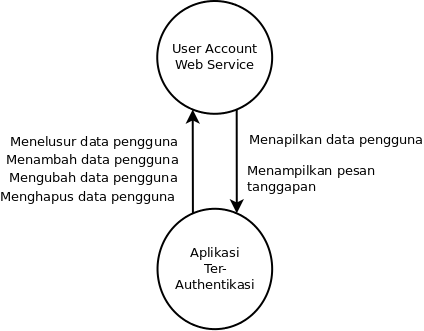 User Account
Web Service
Menelusur data pengguna
Menambah data pengguna
Mengubah data pengguna
Menghapus data pengguna
Menapilkan data pengguna
Menampilkan pesan
tanggapan
Aplikasi
Ter-
Authentikasi